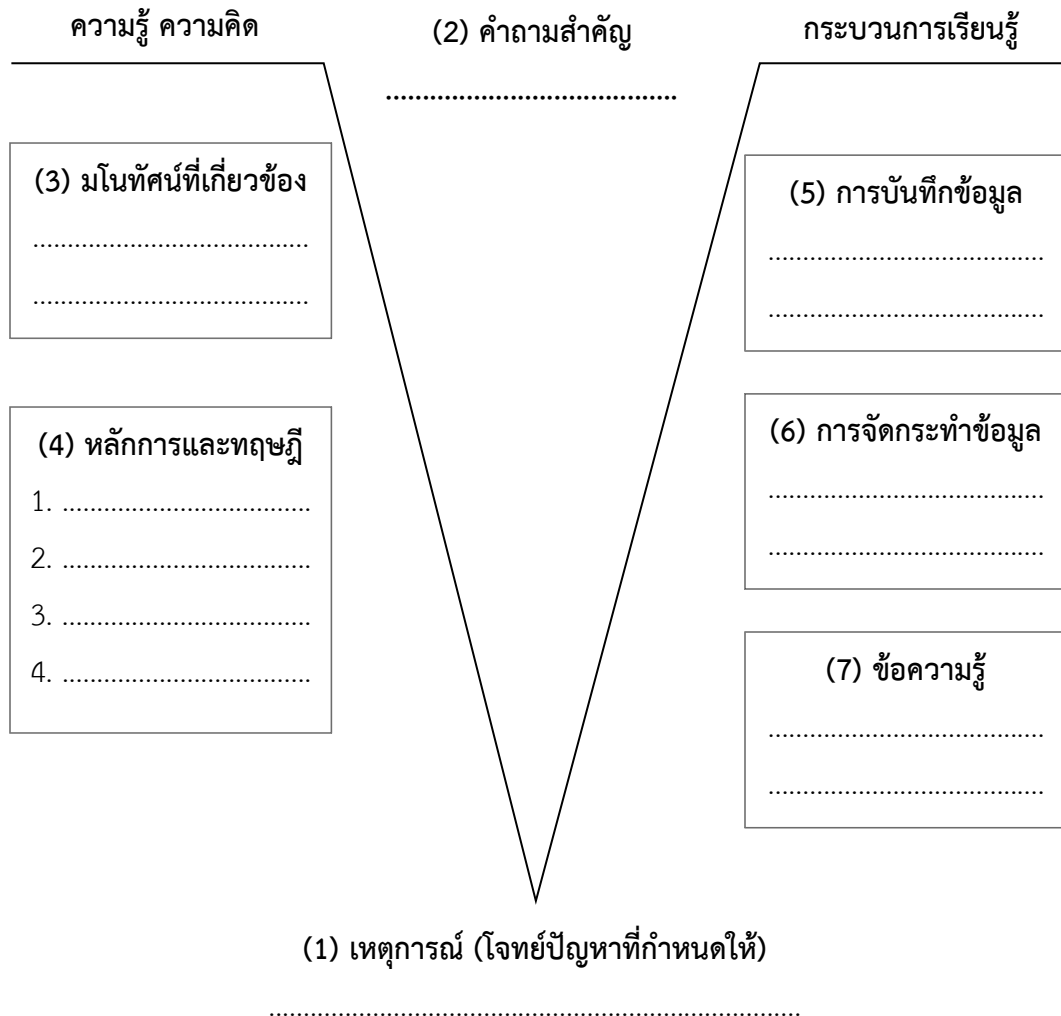 ความรู้ ความคิด
(2) คำถามสำคัญ
........................................
กระบวนการเรียนรู้
(3) มโนทัศน์ที่เกี่ยวข้อง
........................................
........................................
(4) หลักการและทฤษฎี
1. ....................................
2. ....................................
3. ....................................
4. ....................................
(5) การบันทึกข้อมูล
........................................
........................................
(6) การจัดกระทำข้อมูล
........................................
........................................
(7) ข้อความรู้
........................................
........................................
(1) เหตุการณ์ (โจทย์ปัญหาที่กำหนดให้)
.............................................................................